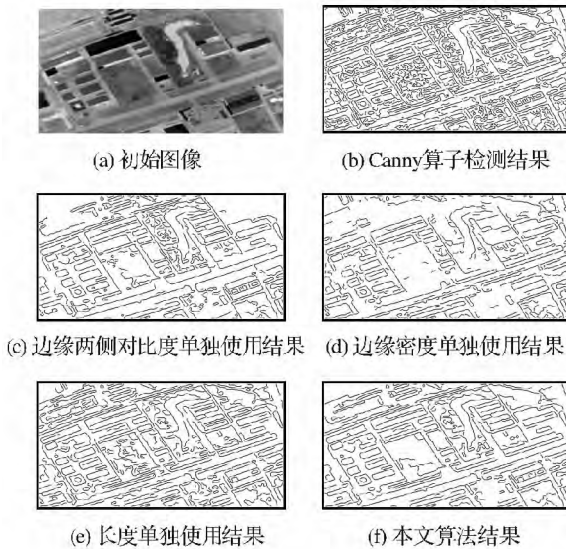 (a) 初始图像
(b) Canny算子检测结果
(c) 边缘两侧对比度单独使用结果
(d) 边缘密度单独使用结果
(e) 长度单独使用结果
(f) 本文算法结果